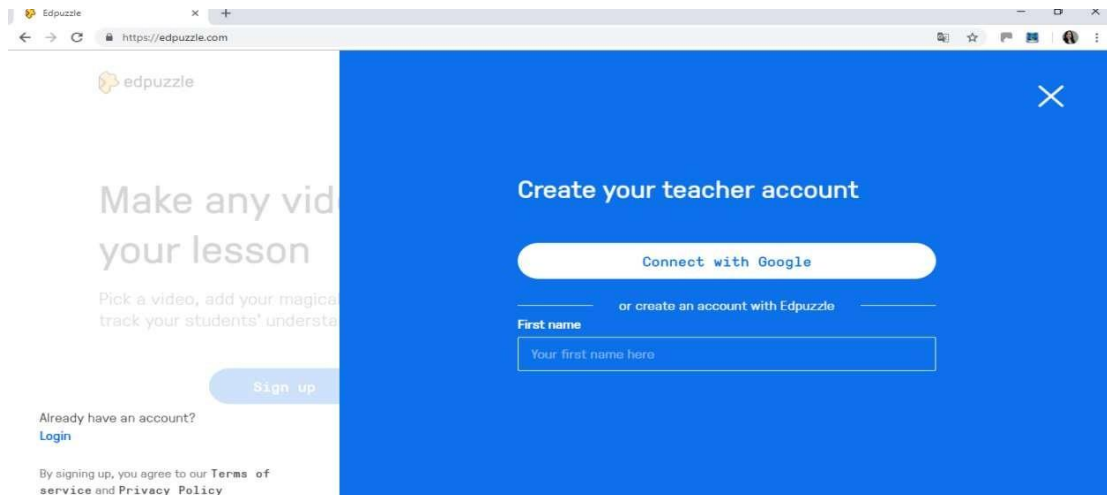 Edpuzzle
https://edpuzzle.com
edpuzzle
Make any vid
your lesson
Pick a video, add your magical
track your students' understa
Sign up
Already have an account?
Login
By signing up, you agree to our Terms of
service and Privacy Policy
Create your teacher account
Connect with Google
or create an account with Edpuzzle
First name
Your first name here